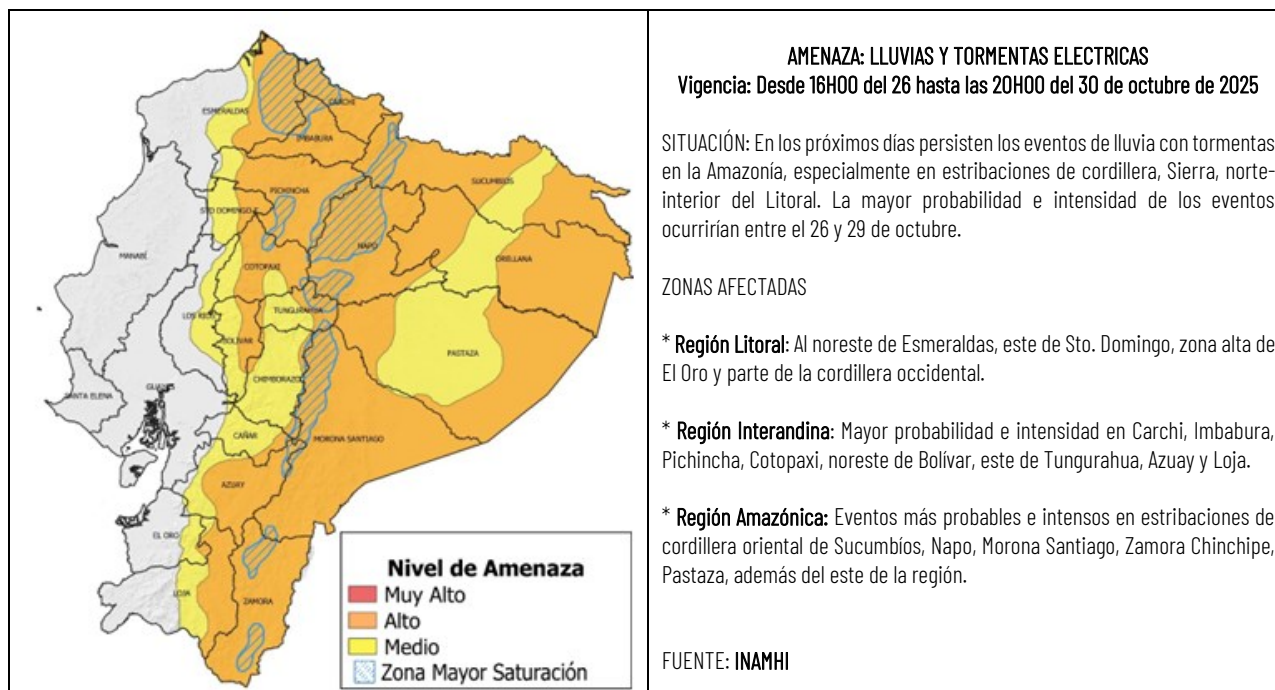 ESMERALDAS
CARCHI
IMBABURA
SUCUMBIOS
PICHINCHA
STO DOMINGO
NAPO
MANABÍ
COTOPAXI
ORELLANA
LOS RIOS
TUNGURAHUA
BOLIVAR
PASTAZA
CHIMBORAZO
GUAYAS
SANTA ELENA
CAÑAR
MORONA SANTIAGO
AZUAY
EL ORO
LOJA
ZAMORA
Nivel de Amenaza
Muy Alto
Alto
Medio
Zona Mayor Saturación
AMENAZA: LLUVIAS Y TORMENTAS ELECTRICAS
Vigencia: Desde 16H00 del 26 hasta las 20H00 del 30 de octubre de 2025
SITUACIÓN: En los próximos días persisten los eventos de lluvia con tormentas
en la Amazonía, especialmente en estribaciones de cordillera, Sierra, norte-
interior del Litoral. La mayor probabilidad e intensidad de los eventos
ocurrirían entre el 26 y 29 de octubre.
ZONAS AFECTADAS
* Región Litoral: Al noreste de Esmeraldas, este de Sto. Domingo, zona alta de
El Oro y parte de la cordillera occidental.
* Región Interandina: Mayor probabilidad e intensidad en Carchi, Imbabura,
Pichincha, Cotopaxi, noreste de Bolívar, este de Tungurahua, Azuay y Loja.
* Región Amazónica: Eventos más probables e intensos en estribaciones de
cordillera oriental de Sucumbíos, Napo, Morona Santiago, Zamora Chinchipe,
Pastaza, además del este de la región.
FUENTE: INAMHI